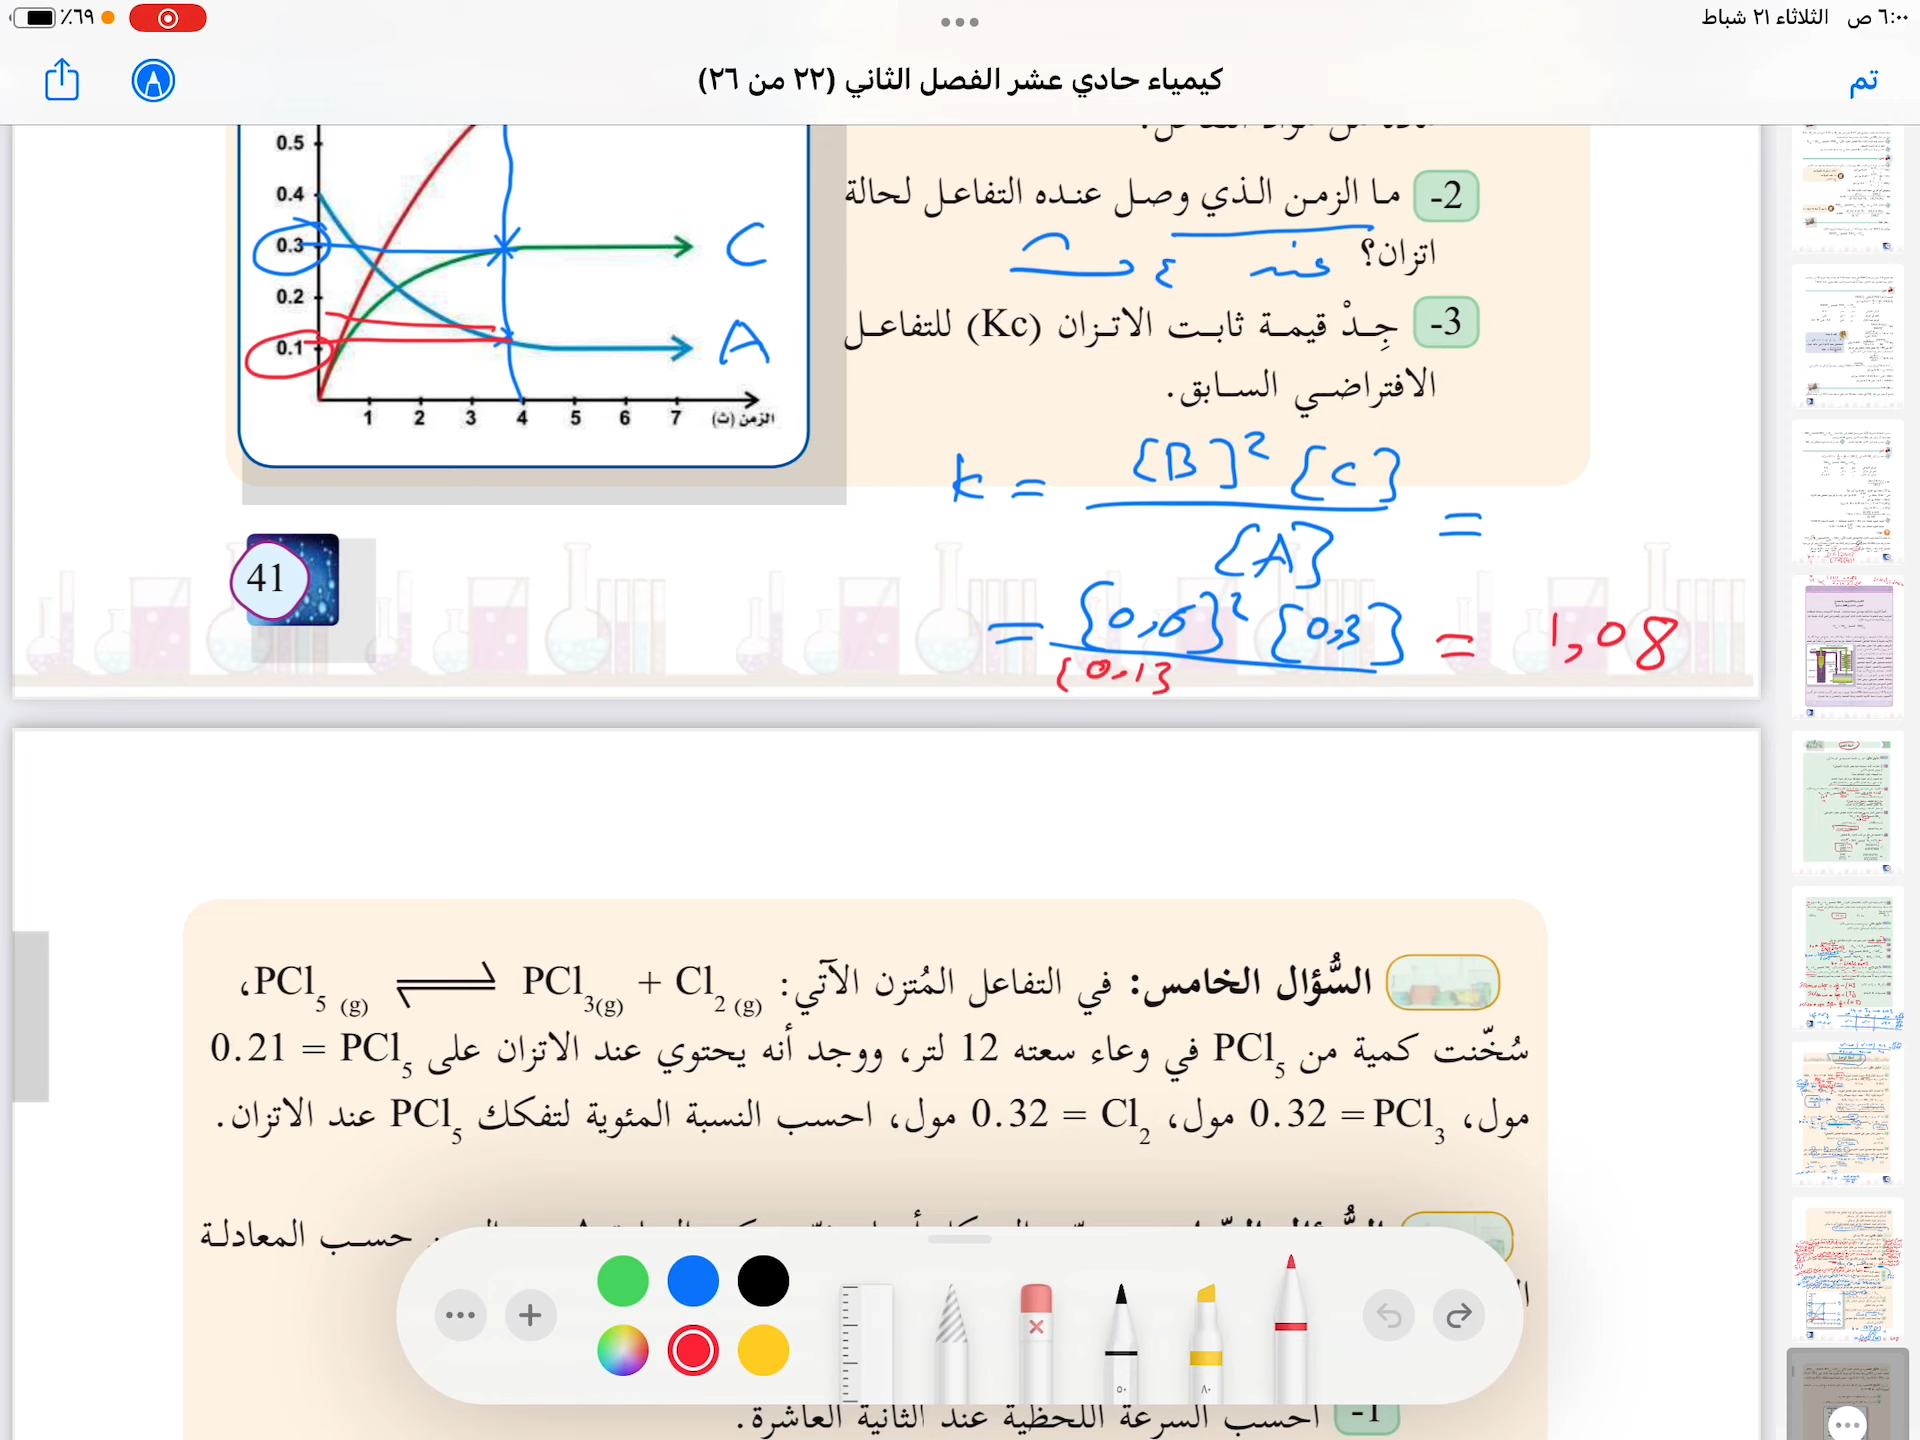 ٪٦٩
٦:٠٠ ص الثلاثاء ٢١ شباط
كيمياء حادي عشر الفصل الثاني (٢٢ من ٢٦)
تم
0.5
0.4
0.3
0.2
0.1
1 2 3 4 5 6 7 الزمن (ث)
C
A
2- ما الزمن الذي وصل عنده التفاعل لحالة
اتزان؟ عند ٤ ث
3- جِدْ قيمة ثابت الاتزان (Kc) للتفاعل
الافتراضي السابق.
k = [B]² [C] / [A] =
= [0,6]² [0,3] / [0,1] = 1,08
41
السُّؤال الخامس: في التفاعل المُتزن الآتي: PCl5 (g) ⇌ PCl3(g) + Cl2 (g)،
سُخّنت كمية من PCl5 في وعاء سعته 12 لتر، ووجد أنه يحتوي عند الاتزان على PCl5 = 0.21
مول، PCl3 = 0.32 مول، Cl2 = 0.32 مول، احسب النسبة المئوية لتفكك PCl5 عند الاتزان.
حسب المعادلة
٥٠
٨٠
1- احسب السرعة اللحظية عند الثانية العاشرة.